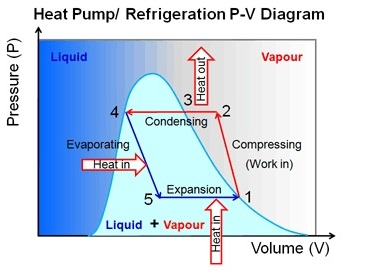 Heat Pump/ Refrigeration P-V Diagram
Pressure (P)
Liquid
Heat out
Vapour
4
3
2
Condensing
Evaporating
Heat in
Compressing
(Work in)
5
Expansion
1
Liquid + Vapour
Heat in
Volume (V)